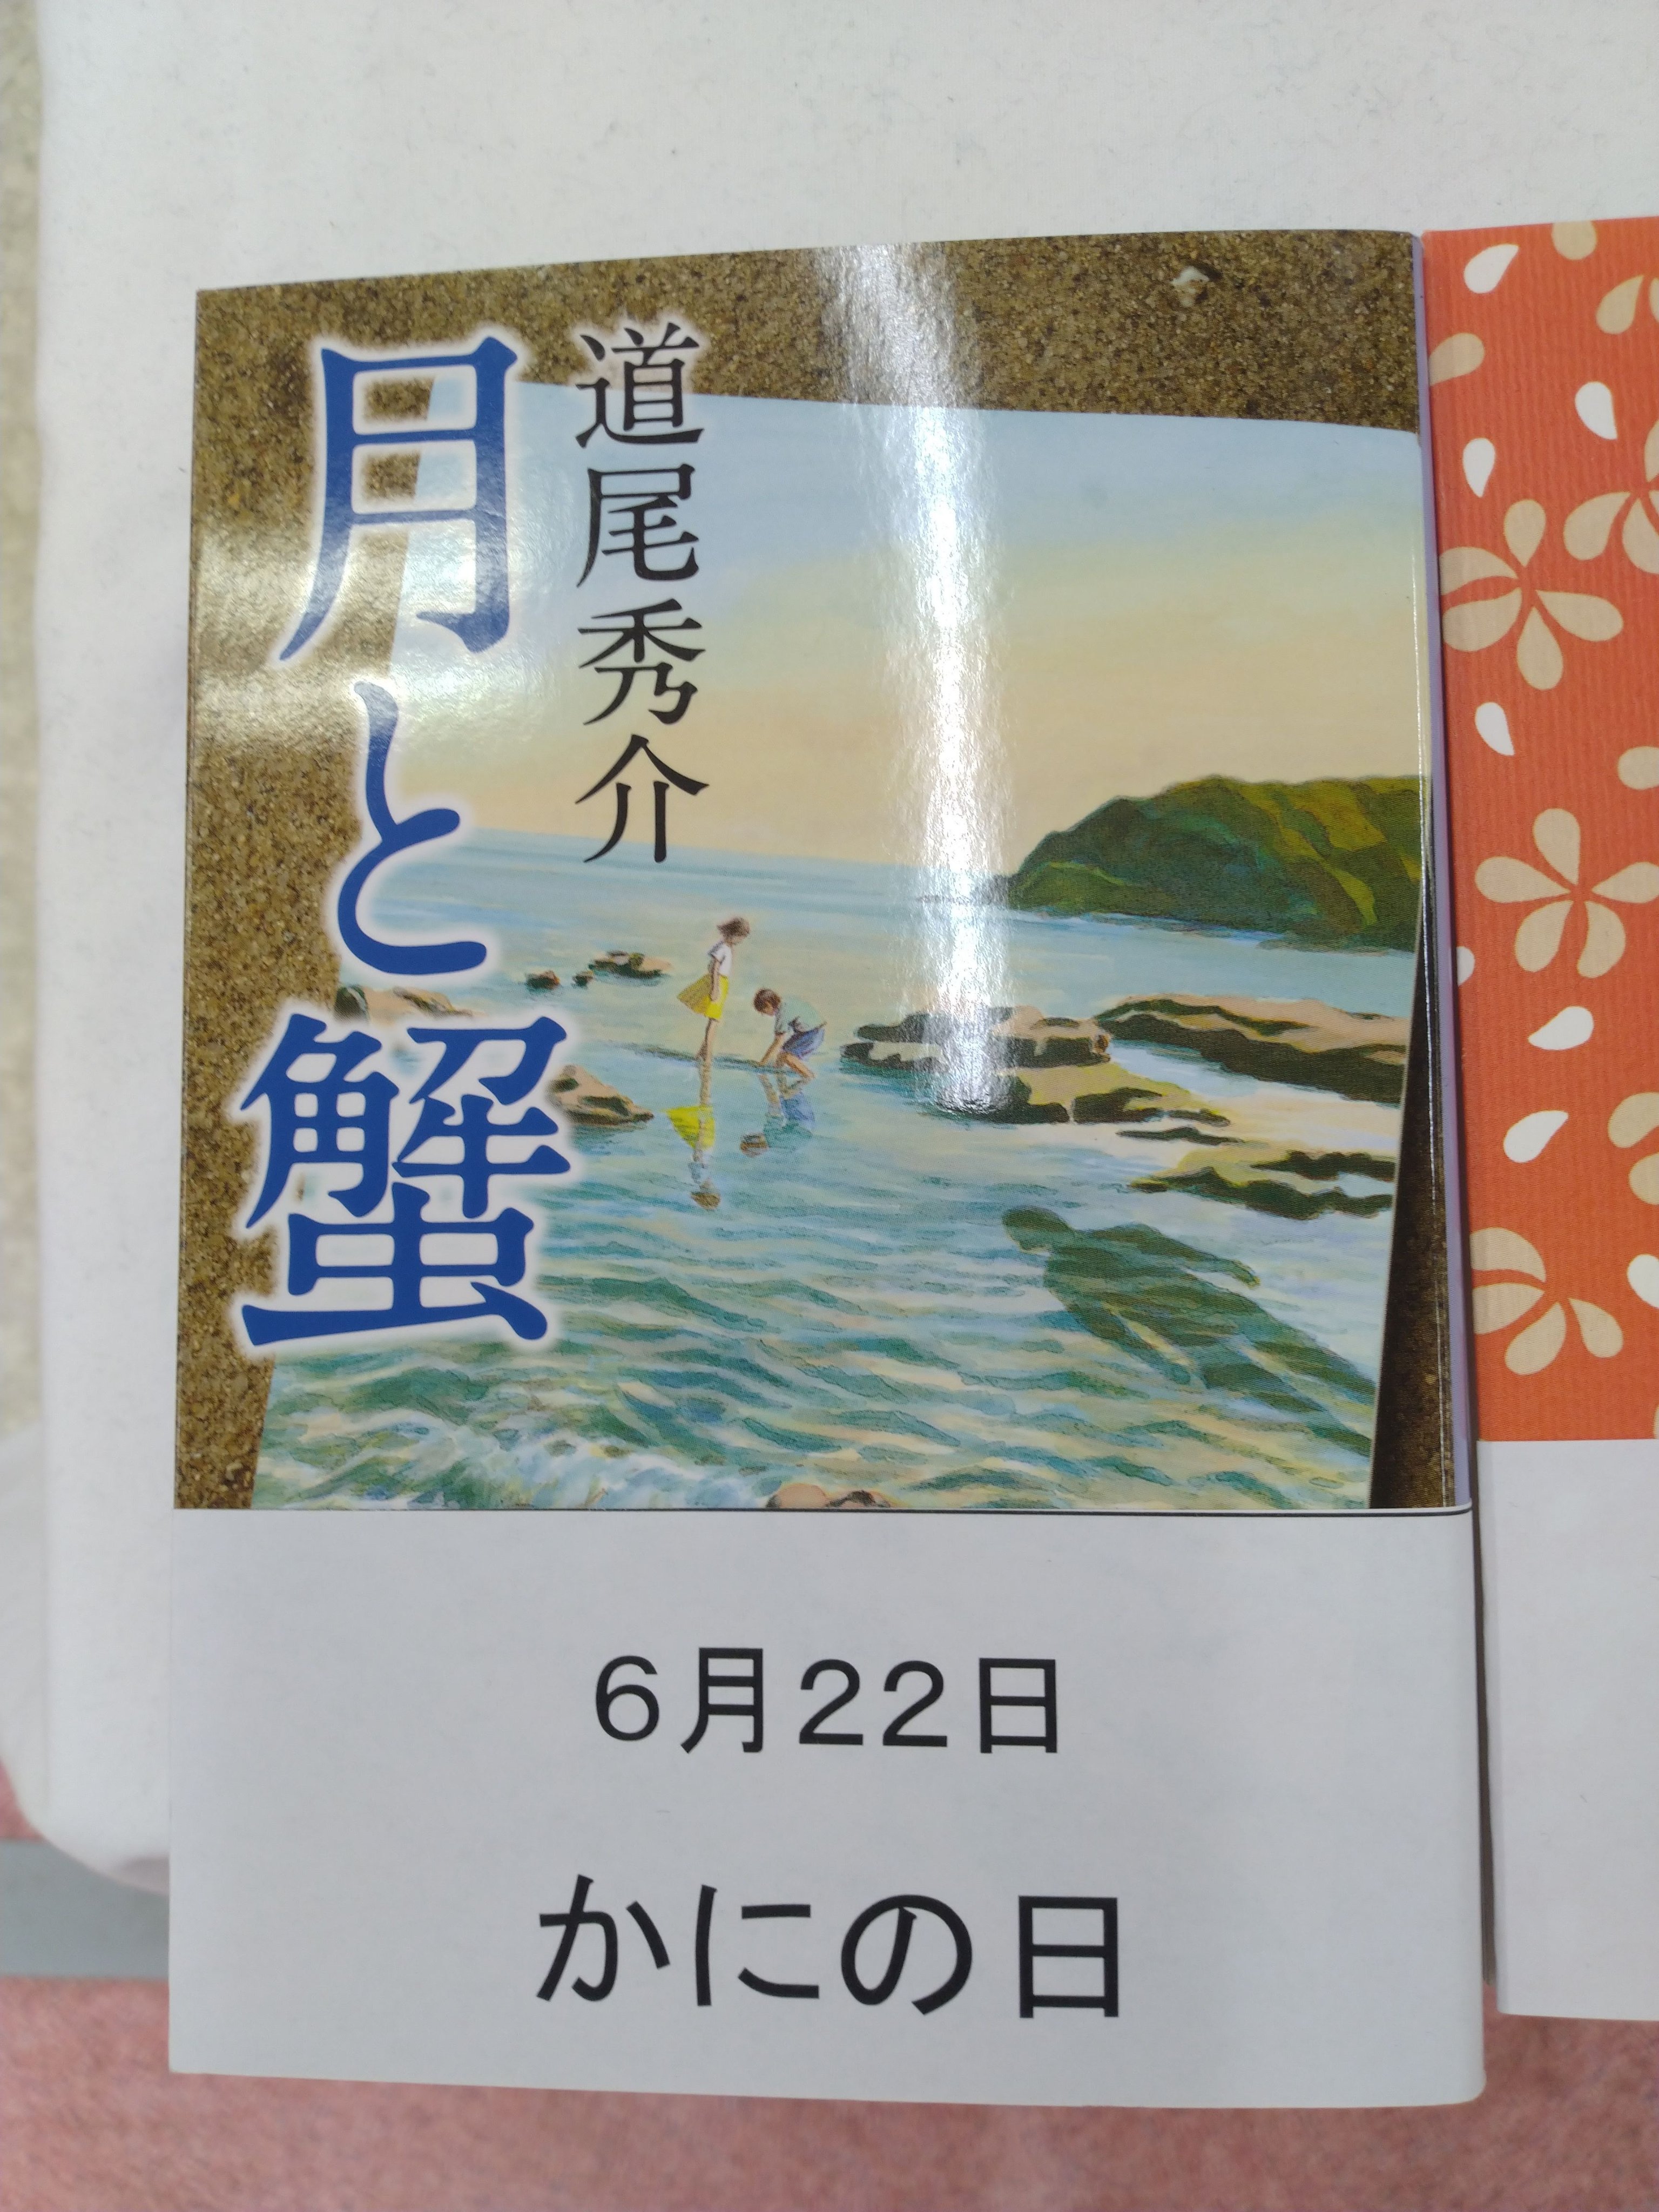 道尾秀介
月と蟹
6月22日
かにの日